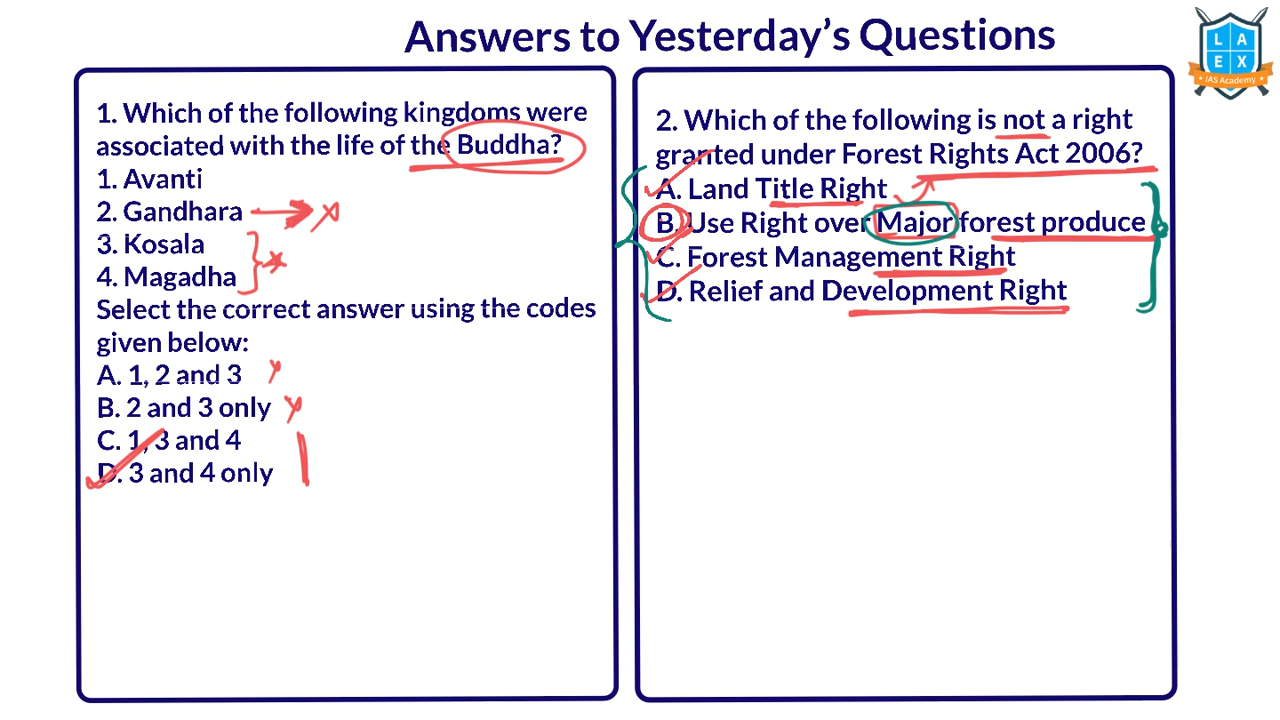 Answers to Yesterday's Questions
LA
EX
IAS Academy
1. Which of the following kingdoms were
associated with the life of the Buddha?
1. Avanti
2. Gandhara
3. Kosala
4. Magadha
Select the correct answer using the codes
given below:
A. 1, 2 and 3
B. 2 and 3 only
C. 1, 3 and 4
D. 3 and 4 only
2. Which of the following is not a right
granted under Forest Rights Act 2006?
A. Land Title Right
B. Use Right over Major forest produce
C. Forest Management Right
D. Relief and Development Right